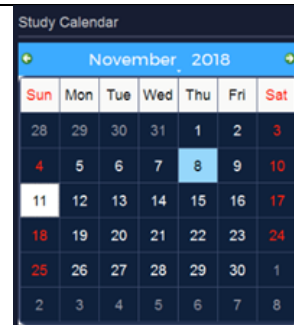 Study Calendar
November 2018
Sun Mon Tue Wed Thu Fri Sat
28 29 30 31 1 2 3
4 5 6 7 8 9 10
11 12 13 14 15 16 17
18 19 20 21 22 23 24
25 26 27 28 29 30 1
2 3 4 5 6 7 8